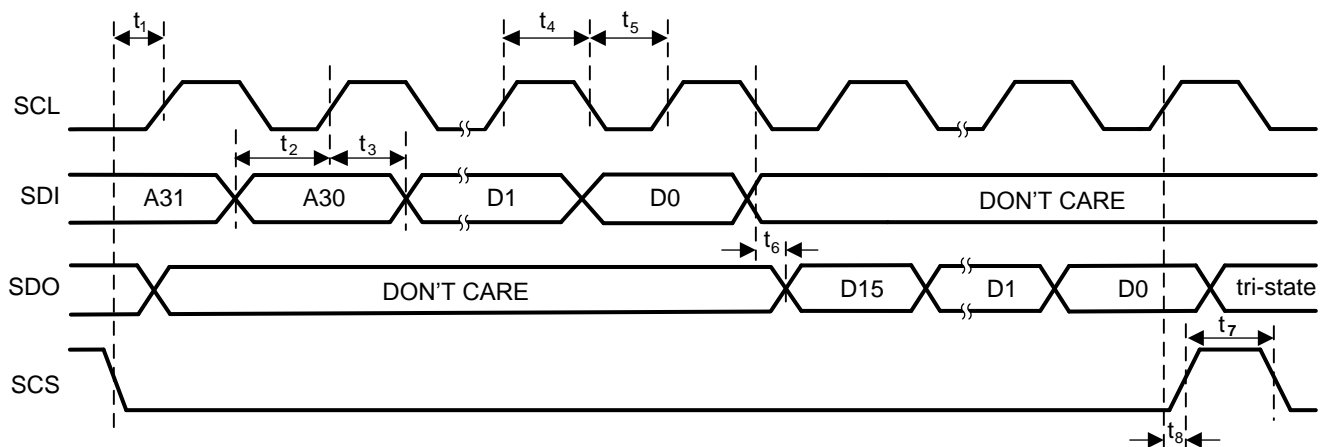 t1 t4 t5
SCL
t2 t3
SDI A31 A30 D1 D0 DON'T CARE
t6
SDO DON'T CARE D15 D1 D0 tri-state
t7
SCS
t8